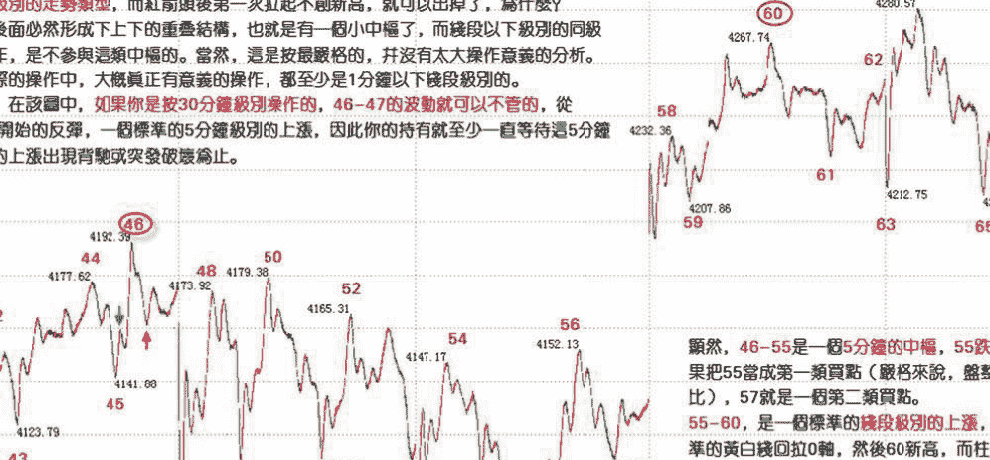 級別的走勢類型，而紅箭頭後第一次拉起不創新高，就可以出掉了，為什麼？
後面必然形成下上下的重疊結構，也就是有一個小中樞了，而綫段以下級別的同級
，是不參與這類中樞的。當然，這是按最嚴格的，并沒有太大操作意義的分析。
際的操作中，大概真正有意義的操作，都至少是1分鐘以下綫段級別的。
在該圖中，如果你是按30分鐘級別操作的，46-47的波動就可以不管的，從
開始的反彈，一個標準的5分鐘級別的上漲，因此你的持有就至少一直等待這5分鐘
的上漲出現背馳或突發破壞為止。
60
4280.57
4267.74
62
58
4232.36
61
4207.86
4212.75
59
63
46
4192.39
44
4177.62
48
4173.92
50
4179.38
52
4165.31
54
4147.17
56
4152.13
4141.88
45
4123.79
43
顯然，46-55是一個5分鐘的中樞，55跌
果把55當成第一類買點（嚴格來說，盤整
比），57就是一個第二類買點。
55-60，是一個標準的綫段級別的上漲，
準的黃白綫回拉0軸，然後60新高，而柱